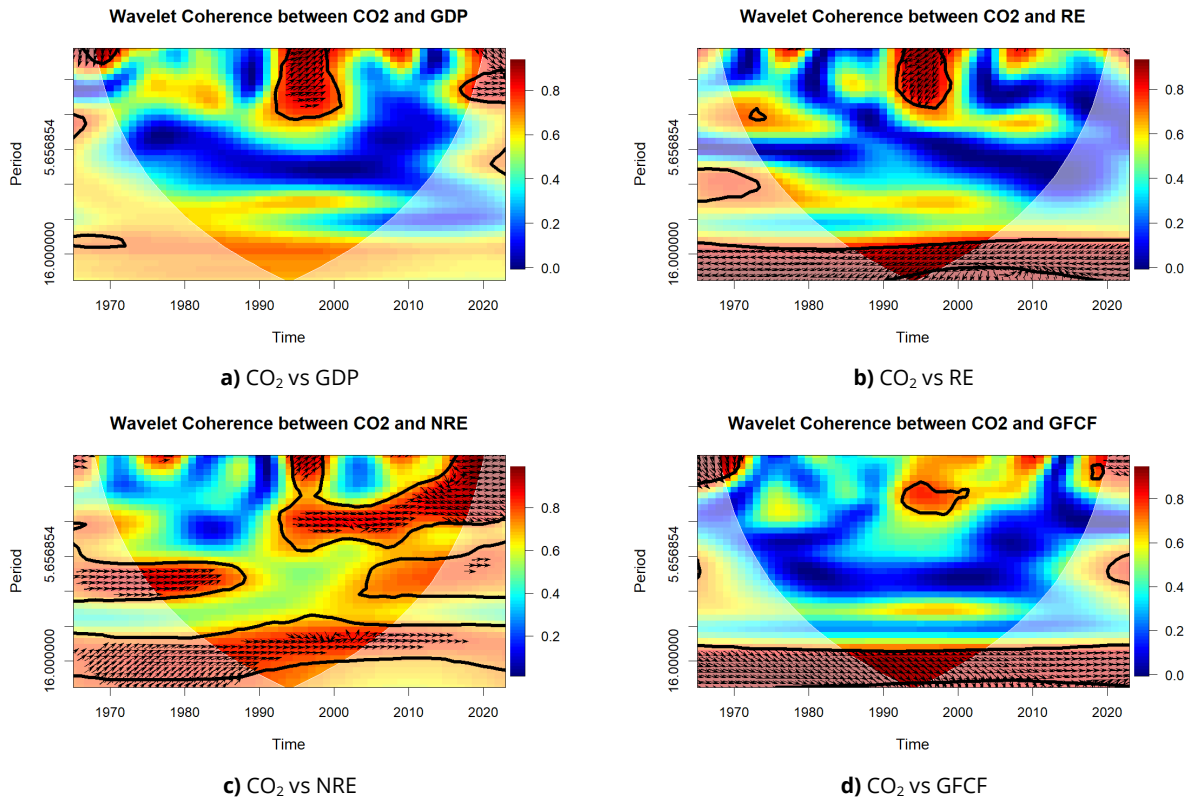 Wavelet Coherence between CO2 and GDP
Period
5.656854
16.000000
0.8
0.6
0.4
0.2
0.0
1970 1980 1990 2000 2010 2020
Time
a) CO₂ vs GDP
Wavelet Coherence between CO2 and RE
Period
5.656854
16.000000
0.8
0.6
0.4
0.2
0.0
1970 1980 1990 2000 2010 2020
Time
b) CO₂ vs RE
Wavelet Coherence between CO2 and NRE
Period
5.656854
16.000000
0.8
0.6
0.4
0.2
1970 1980 1990 2000 2010 2020
Time
c) CO₂ vs NRE
Wavelet Coherence between CO2 and GFCF
Period
5.656854
16.000000
0.8
0.6
0.4
0.2
0.0
1970 1980 1990 2000 2010 2020
Time
d) CO₂ vs GFCF